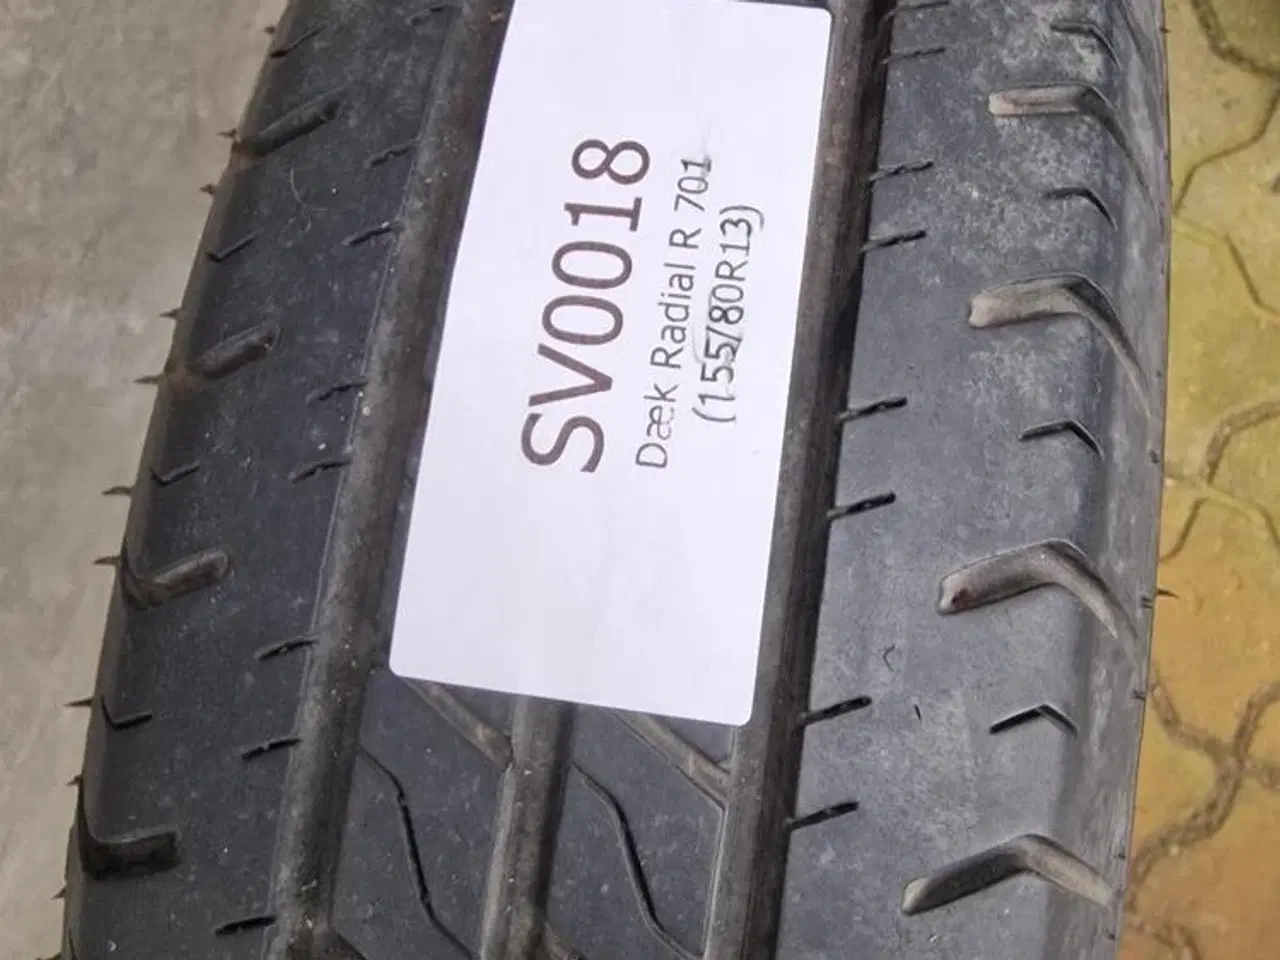 SV0018
Dæk Radial R 701
(155/80R13)